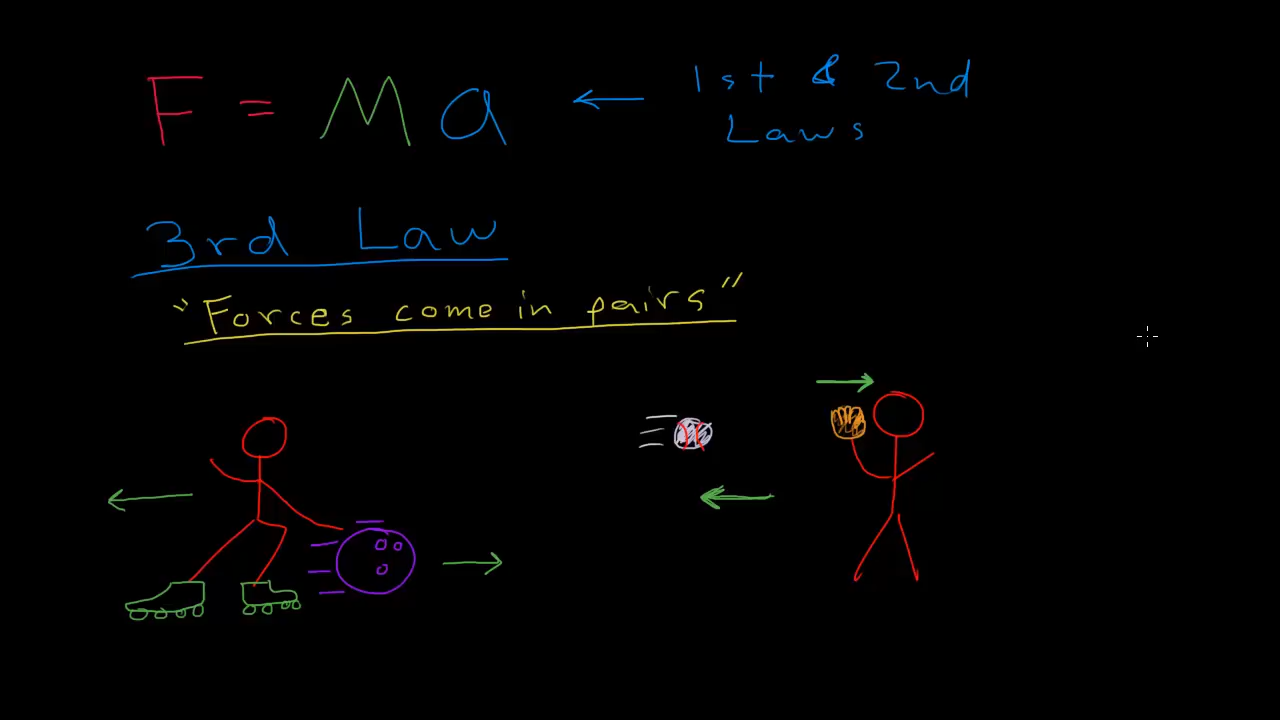 F = Ma ← 1st & 2nd
Laws
3rd Law
"Forces come in pairs"